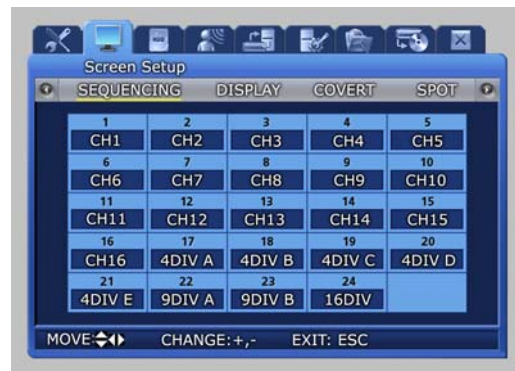 Screen Setup
SEQUENCING DISPLAY COVERT SPOT
1 2 3 4 5
CH1 CH2 CH3 CH4 CH5
6 7 8 9 10
CH6 CH7 CH8 CH9 CH10
11 12 13 14 15
CH11 CH12 CH13 CH14 CH15
16 17 18 19 20
CH16 4DIV A 4DIV B 4DIV C 4DIV D
21 22 23 24
4DIV E 9DIV A 9DIV B 16DIV
MOVE: CHANGE:+,- EXIT: ESC